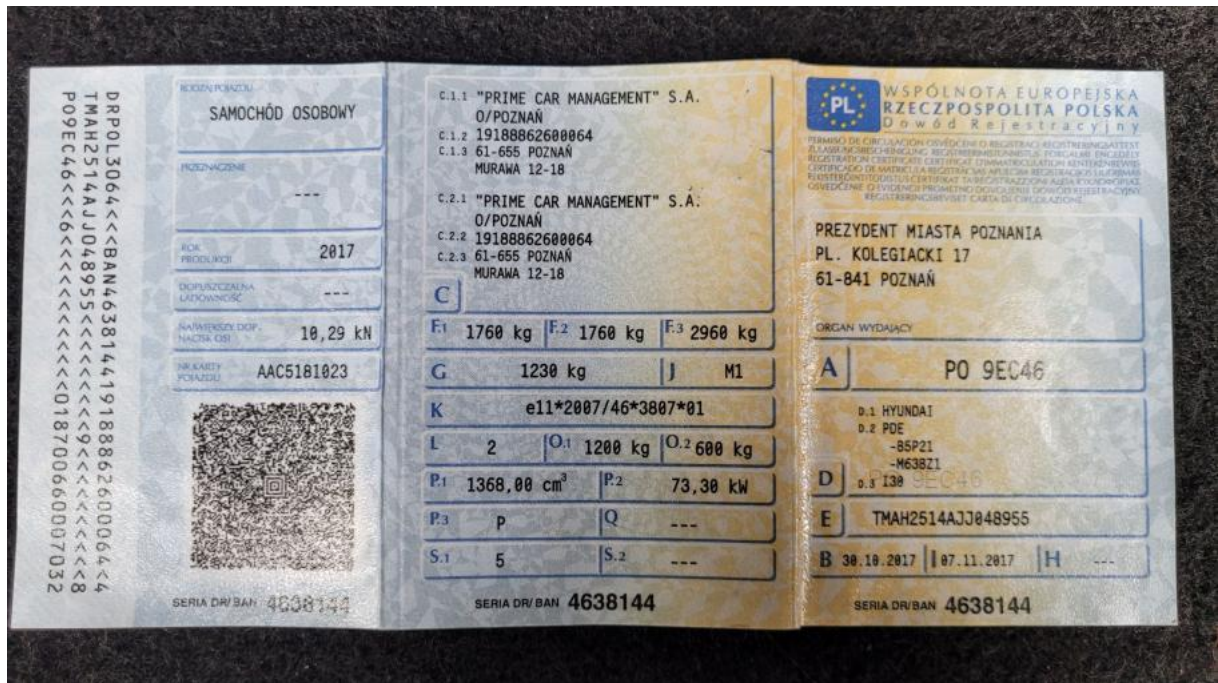 DRPOL3064<<<BAN46381441918886260064<4
TMAH2514AJJ048955<<<<<<9<<<<<<<<8
RODZAJ POJAZDU
SAMOCHÓD OSOBOWY
PRZEZNACZENIE
---
ROK PRODUKCJI 2017
DOPUSZCZALNA ŁADOWNOŚĆ ---
NAJWIĘKSZY DOP. NACISK OSI 10,29 kN
NR KARTY POJAZDU AAC5181023
SERIA DR/BAN 4638144
C.1.1 "PRIME CAR MANAGEMENT" S.A.
O/POZNAŃ
C.1.2 19188862600064
C.1.3 61-655 POZNAŃ
MURAWA 12-18
C.2.1 "PRIME CAR MANAGEMENT" S.A.
O/POZNAŃ
C.2.2 19188862600064
C.2.3 61-655 POZNAŃ
MURAWA 12-18
C
F.1 1760 kg F.2 1760 kg F.3 2960 kg
G 1230 kg J M1
K e11*2007/46*3807*01
L 2 O.1 1200 kg O.2 600 kg
P.1 1368,00 cm³ P.2 73,30 kW
P.3 P Q ---
S.1 5 S.2 ---
SERIA DR/BAN 4638144
PL
WSPÓLNOTA EUROPEJSKA
RZECZPOSPOLITA POLSKA
Dowód Rejestracyjny
PREZYDENT MIASTA POZNANIA
PL. KOLEGIACKI 17
61-841 POZNAŃ
ORGAN WYDAJĄCY
A PO 9EC46
D.1 HYUNDAI
D.2 PDE
-B5P21
-M638Z1
D D.3 I30
E TMAH2514AJJ048955
B 30.10.2017 I 07.11.2017 H ---
SERIA DR/BAN 4638144